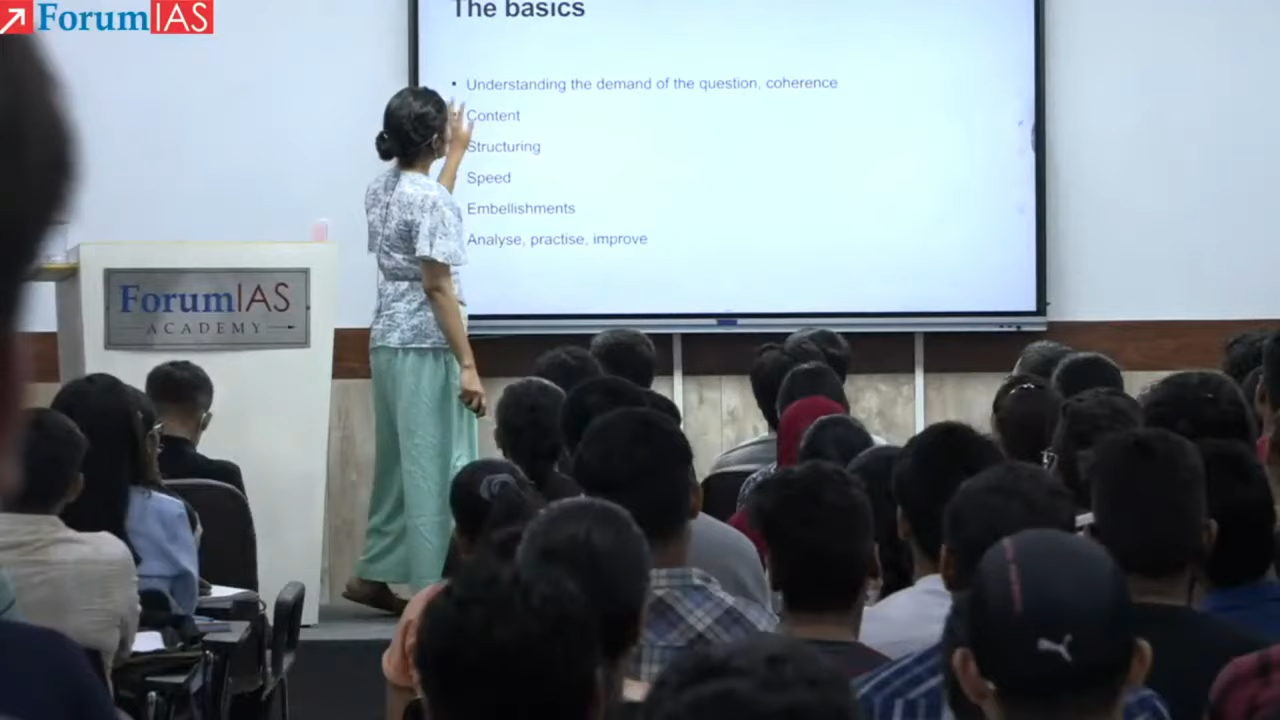 ForumIAS
The basics
• Understanding the demand of the question, coherence
Content
Structuring
Speed
Embellishments
Analyse, practise, improve
ForumIAS
ACADEMY